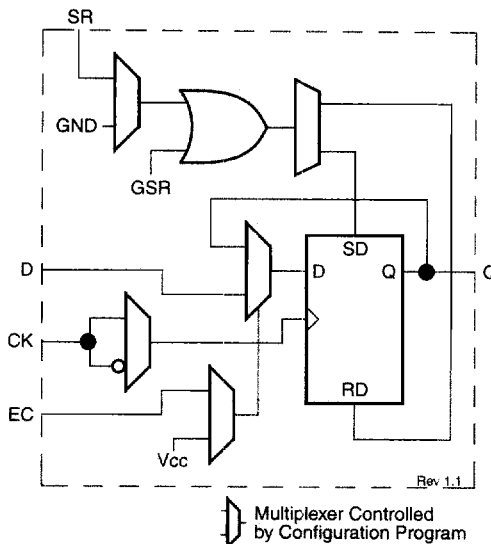 SR
GND
GSR
SD
D
D
Q
Q
CK
EC
RD
Vcc
Rev 1.1
Multiplexer Controlled
by Configuration Program